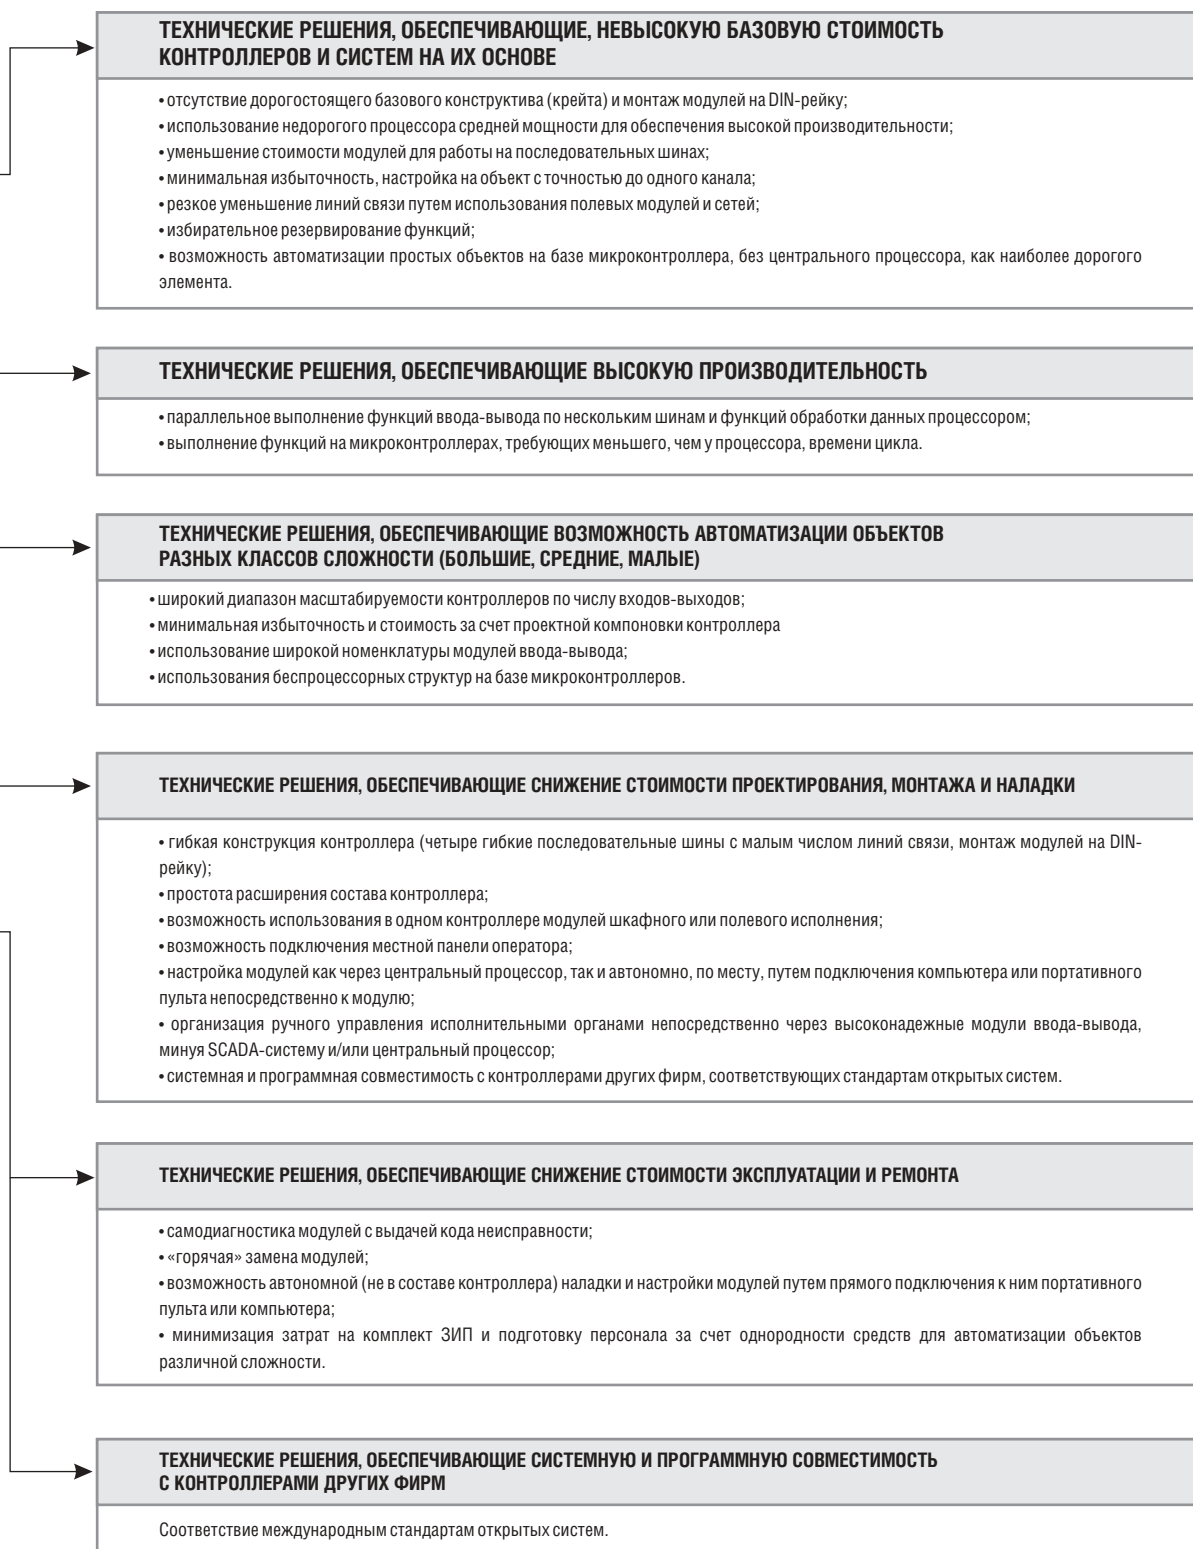 ТЕХНИЧЕСКИЕ РЕШЕНИЯ, ОБЕСПЕЧИВАЮЩИЕ, НЕВЫСОКУЮ БАЗОВУЮ СТОИМОСТЬ
КОНТРОЛЛЕРОВ И СИСТЕМ НА ИХ ОСНОВЕ
• отсутствие дорогостоящего базового конструктива (крейта) и монтаж модулей на DIN-рейку;
• использование недорогого процессора средней мощности для обеспечения высокой производительности;
• уменьшение стоимости модулей для работы на последовательных шинах;
• минимальная избыточность, настройка на объект с точностью до одного канала;
• резкое уменьшение линий связи путем использования полевых модулей и сетей;
• избирательное резервирование функций;
• возможность автоматизации простых объектов на базе микроконтроллера, без центрального процессора, как наиболее дорогого
элемента.
ТЕХНИЧЕСКИЕ РЕШЕНИЯ, ОБЕСПЕЧИВАЮЩИЕ ВЫСОКУЮ ПРОИЗВОДИТЕЛЬНОСТЬ
• параллельное выполнение функций ввода-вывода по нескольким шинам и функций обработки данных процессором;
• выполнение функций на микроконтроллерах, требующих меньшего, чем у процессора, времени цикла.
ТЕХНИЧЕСКИЕ РЕШЕНИЯ, ОБЕСПЕЧИВАЮЩИЕ ВОЗМОЖНОСТЬ АВТОМАТИЗАЦИИ ОБЪЕКТОВ
РАЗНЫХ КЛАССОВ СЛОЖНОСТИ (БОЛЬШИЕ, СРЕДНИЕ, МАЛЫЕ)
• широкий диапазон масштабируемости контроллеров по числу входов-выходов;
• минимальная избыточность и стоимость за счет проектной компоновки контроллера
• использование широкой номенклатуры модулей ввода-вывода;
• использования беспроцессорных структур на базе микроконтроллеров.
ТЕХНИЧЕСКИЕ РЕШЕНИЯ, ОБЕСПЕЧИВАЮЩИЕ СНИЖЕНИЕ СТОИМОСТИ ПРОЕКТИРОВАНИЯ, МОНТАЖА И НАЛАДКИ
• гибкая конструкция контроллера (четыре гибкие последовательные шины с малым числом линий связи, монтаж модулей на DIN-
рейку);
• простота расширения состава контроллера;
• возможность использования в одном контроллере модулей шкафного или полевого исполнения;
• возможность подключения местной панели оператора;
• настройка модулей как через центральный процессор, так и автономно, по месту, путем подключения компьютера или портативного
пульта непосредственно к модулю;
• организация ручного управления исполнительными органами непосредственно через высоконадежные модули ввода-вывода,
минуя SCADA-систему и/или центральный процессор;
• системная и программная совместимость с контроллерами других фирм, соответствующих стандартам открытых систем.
ТЕХНИЧЕСКИЕ РЕШЕНИЯ, ОБЕСПЕЧИВАЮЩИЕ СНИЖЕНИЕ СТОИМОСТИ ЭКСПЛУАТАЦИИ И РЕМОНТА
• самодиагностика модулей с выдачей кода неисправности;
• «горячая» замена модулей;
• возможность автономной (не в составе контроллера) наладки и настройки модулей путем прямого подключения к ним портативного
пульта или компьютера;
• минимизация затрат на комплект ЗИП и подготовку персонала за счет однородности средств для автоматизации объектов
различной сложности.
ТЕХНИЧЕСКИЕ РЕШЕНИЯ, ОБЕСПЕЧИВАЮЩИЕ СИСТЕМНУЮ И ПРОГРАММНУЮ СОВМЕСТИМОСТЬ
С КОНТРОЛЛЕРАМИ ДРУГИХ ФИРМ
Соответствие международным стандартам открытых систем.